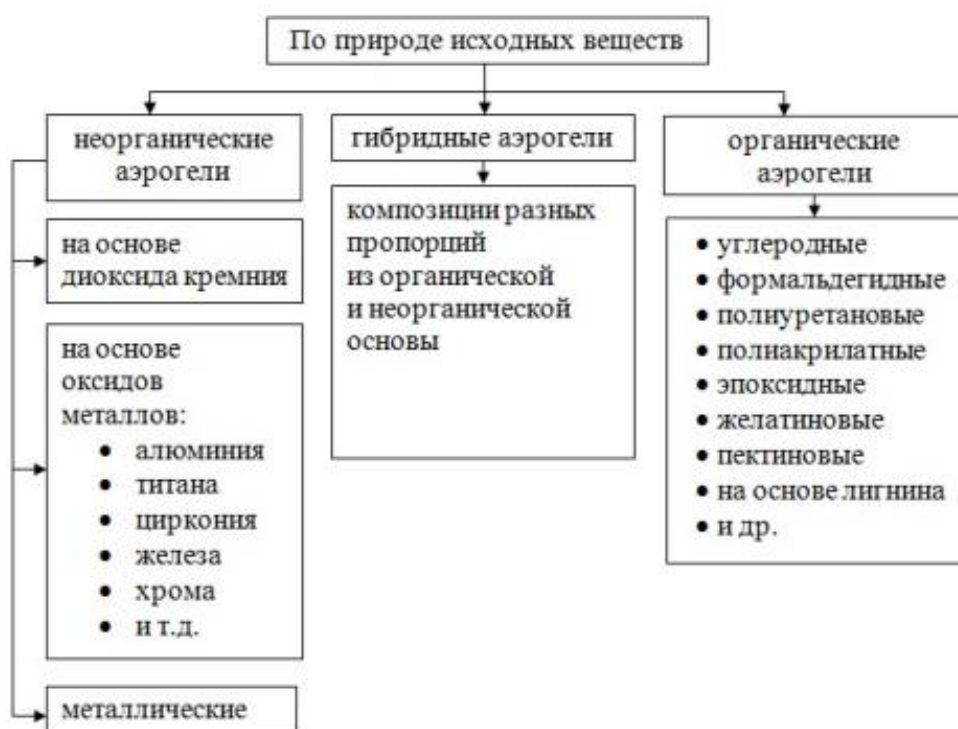 По природе исходных веществ
неорганические
аэрогели
на основе
диоксида кремния
на основе
оксидов
металлов:
• алюминия
• титана
• циркония
• железа
• хрома
• и т.д.
металлические
гибридные аэрогели
композиции разных
пропорций
из органической
и неорганической
основы
органические
аэрогели
• углеродные
• формальдегидные
• полиуретановые
• полиакрилатные
• эпоксидные
• желатиновые
• пектиновые
• на основе лигнина
• и др.